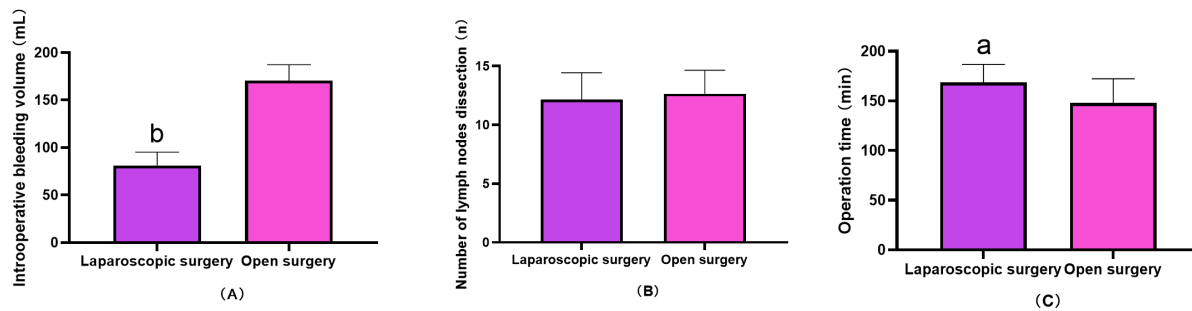 Introoperative bleeding volume（mL）
200
150
100
50
0
b
Laparoscopic surgery Open surgery
（A）
Number of lymph nodes dissection（n）
15
10
5
0
Laparoscopic surgery Open surgery
（B）
Operation time（min）
200
150
100
50
0
a
Laparoscopic surgery Open surgery
（C）